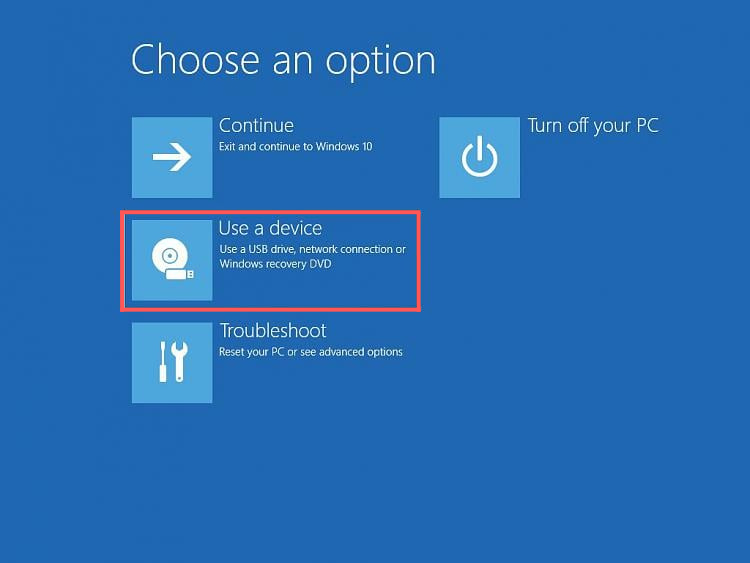 Choose an option
Continue
Exit and continue to Windows 10
Turn off your PC
Use a device
Use a USB drive, network connection or
Windows recovery DVD
Troubleshoot
Reset your PC or see advanced options